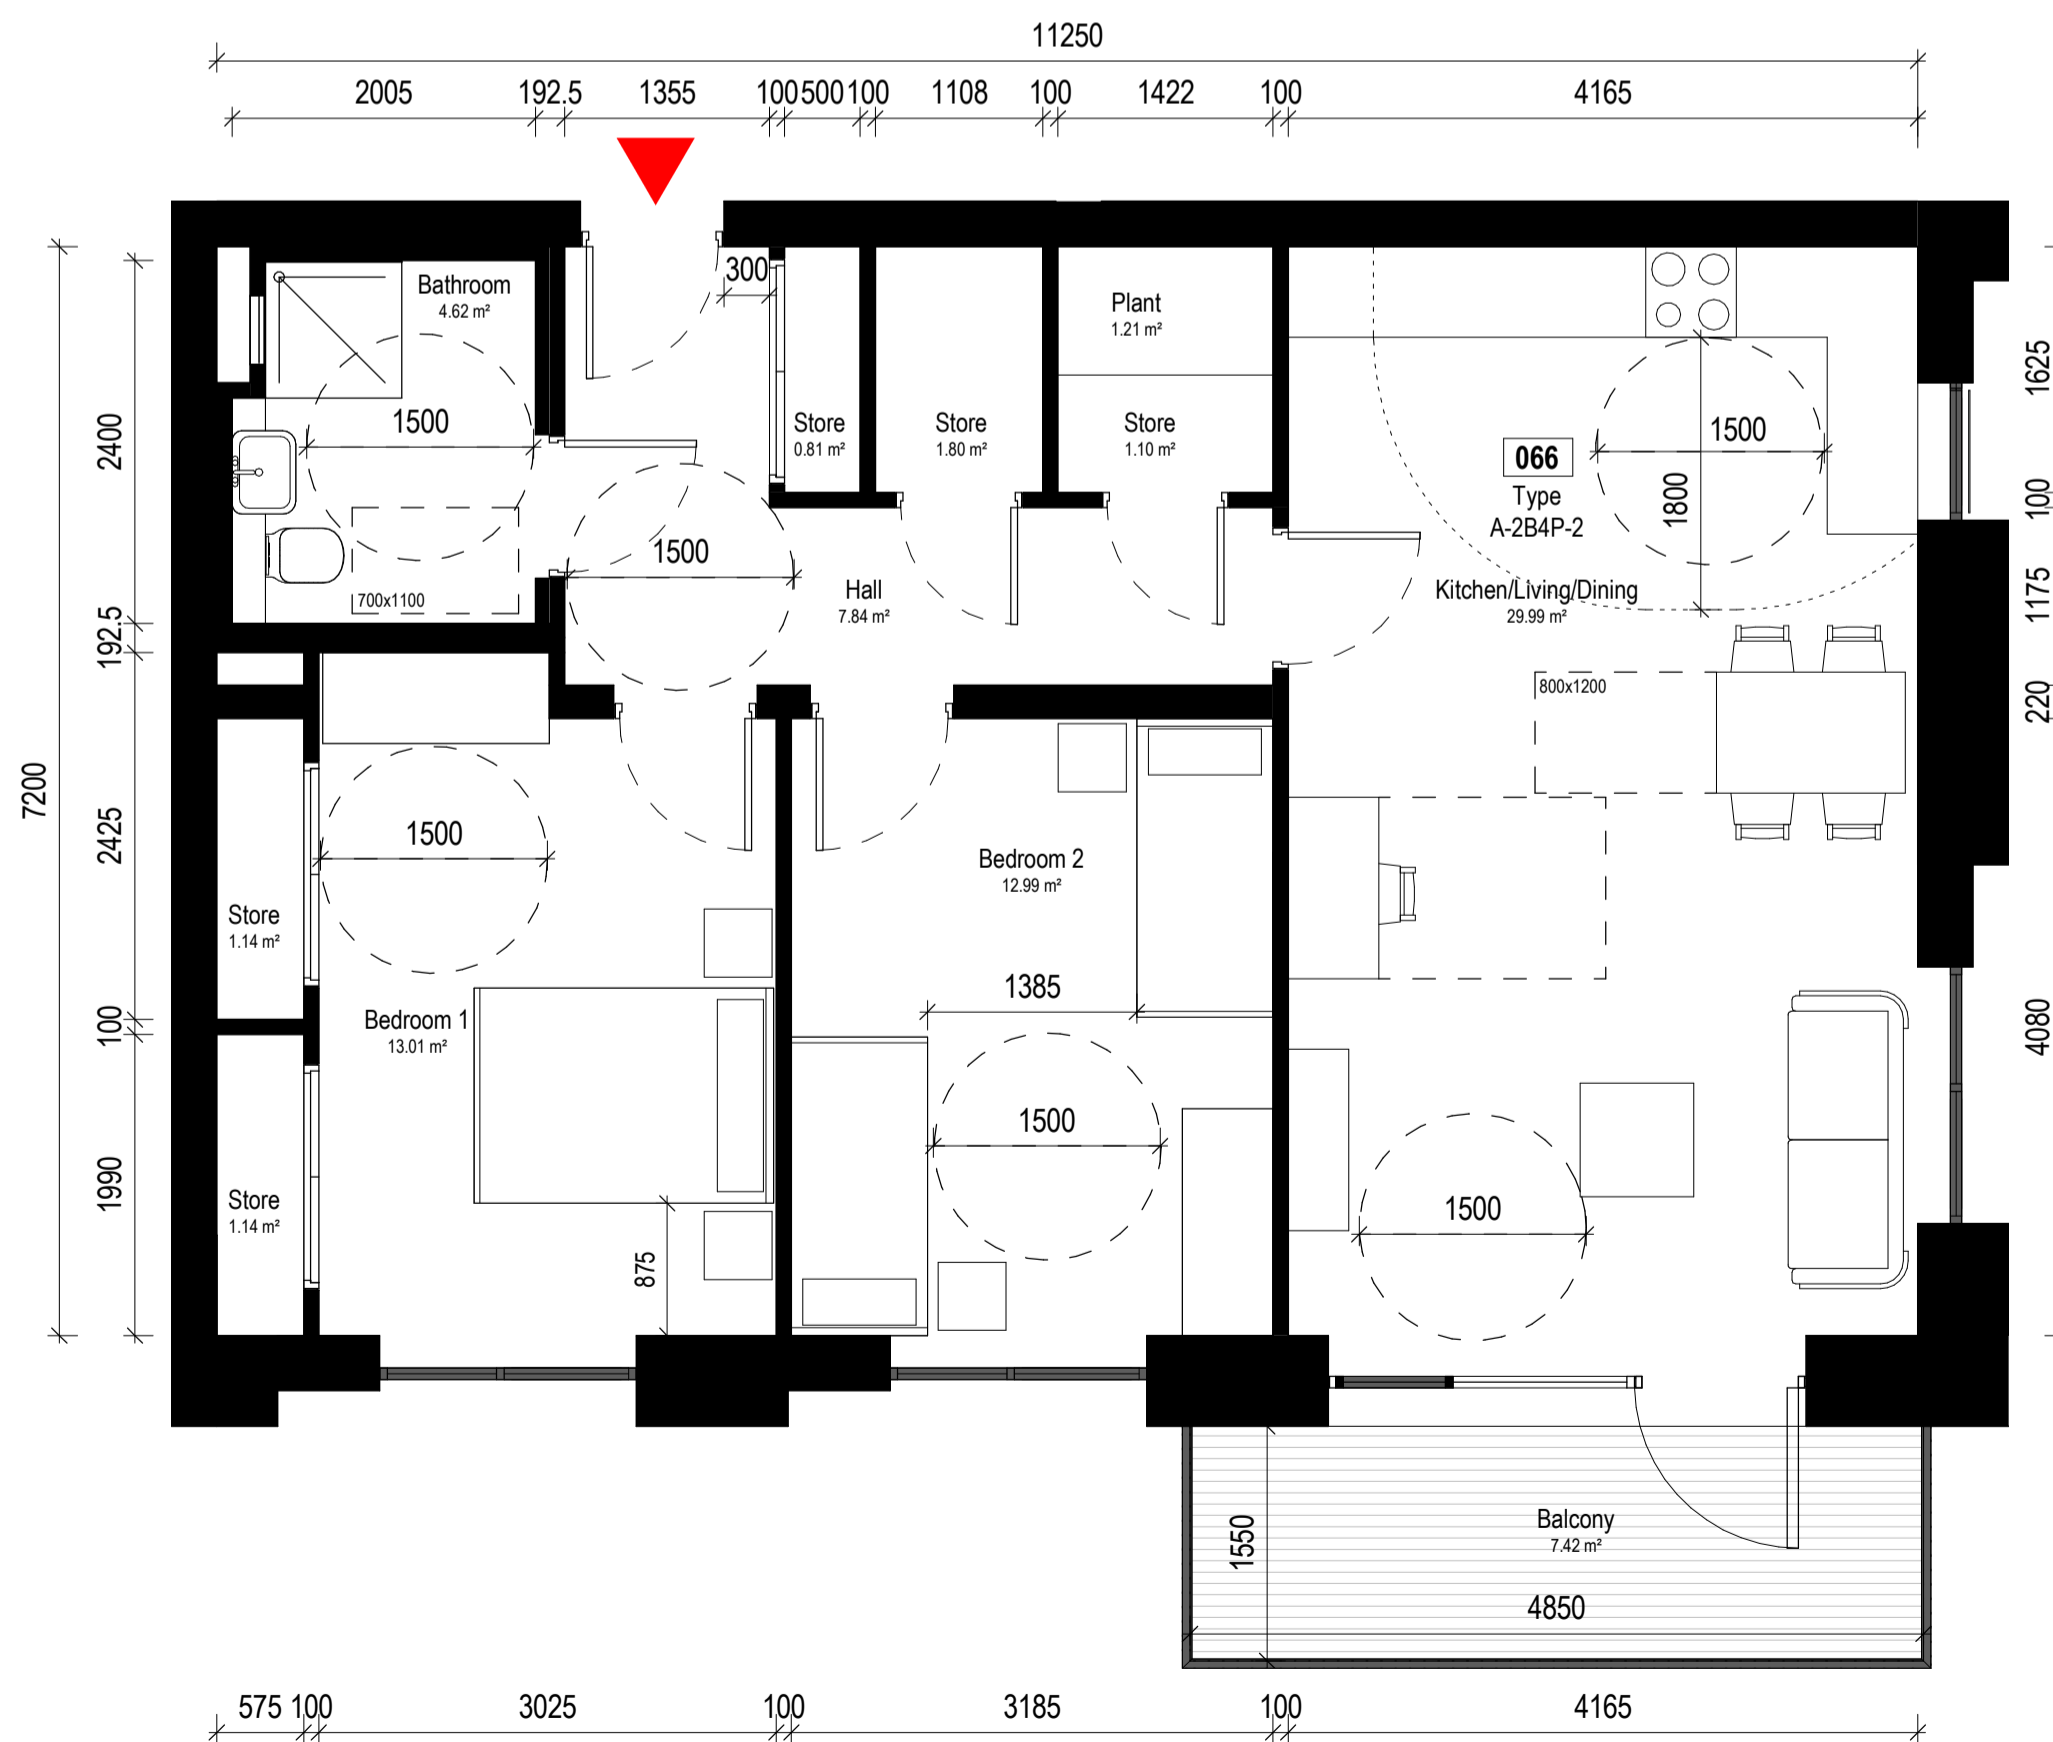 11250
2005 192.5 1355 100 500 100 1108 100 1422 100 4165
300
Bathroom
4.62 m²
Plant
1.21 m²
1625
1500
Store
0.81 m²
Store
1.80 m²
Store
1.10 m²
1500
2400
066
Type
A-2B4P-2
1800
100
1500
700x1100
Hall
7.84 m²
Kitchen/Living/Dining
29.99 m²
1175
192.5
800x1200
220
7200
2425
1500
Bedroom 2
12.99 m²
Store
1.14 m²
1385
Bedroom 1
13.01 m²
100
4080
1500
1990
Store
1.14 m²
1500
875
Balcony
7.42 m²
1550
4850
575 100 3025 100 3185 100 4165